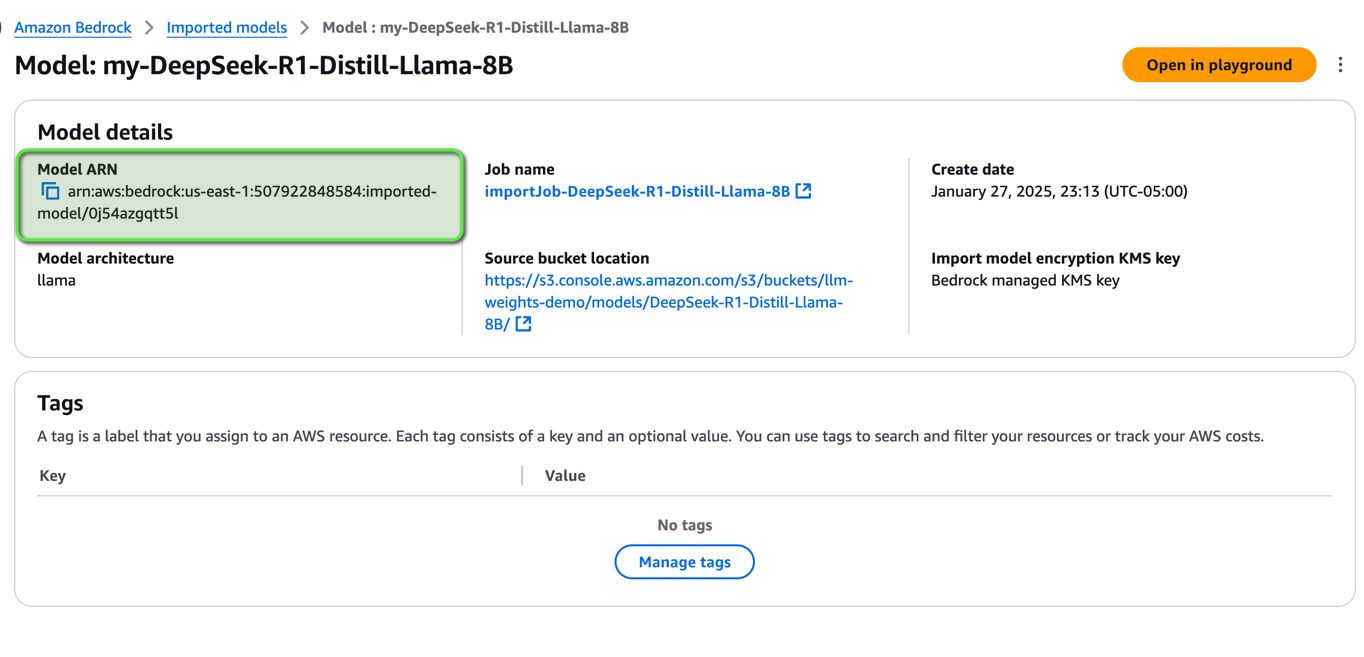 Amazon Bedrock > Imported models > Model : my-DeepSeek-R1-Distill-Llama-8B
Model: my-DeepSeek-R1-Distill-Llama-8B
Open in playground
Model details
Model ARN
arn:aws:bedrock:us-east-1:507922848584:imported-
model/0j54azgqtt5l
Job name
importJob-DeepSeek-R1-Distill-Llama-8B
Create date
January 27, 2025, 23:13 (UTC-05:00)
Model architecture
llama
Source bucket location
https://s3.console.aws.amazon.com/s3/buckets/llm-
weights-demo/models/DeepSeek-R1-Distill-Llama-
8B/
Import model encryption KMS key
Bedrock managed KMS key
Tags
A tag is a label that you assign to an AWS resource. Each tag consists of a key and an optional value. You can use tags to search and filter your resources or track your AWS costs.
Key
Value
No tags
Manage tags